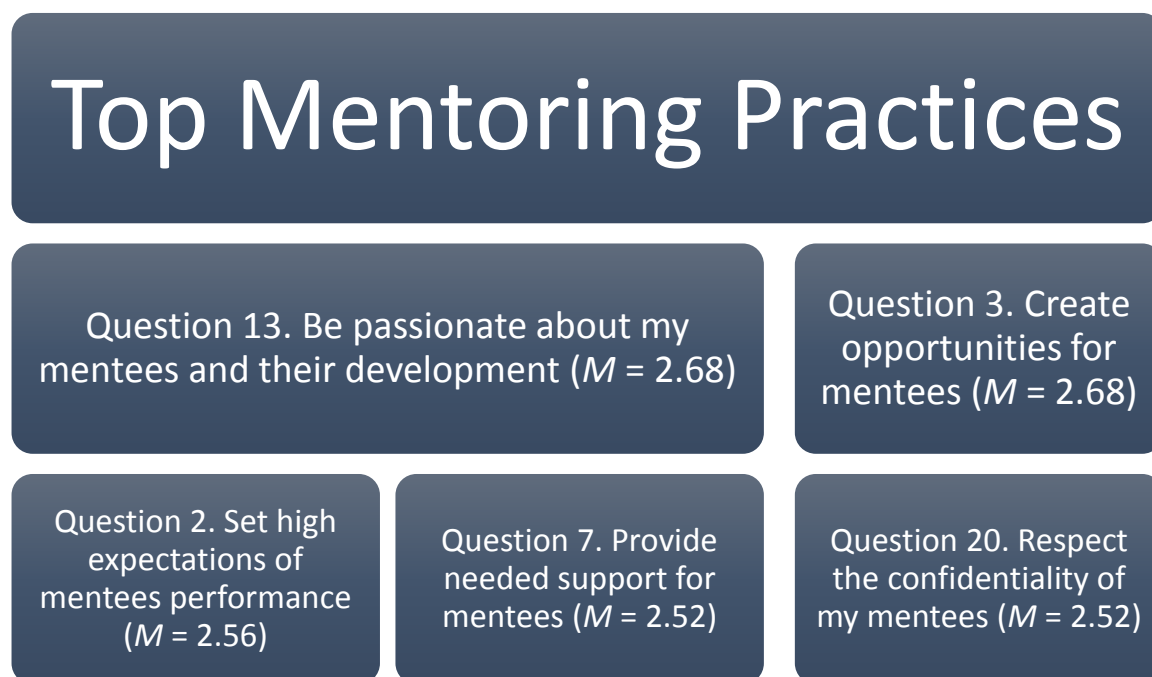 Top Mentoring Practices
Question 13. Be passionate about my
mentees and their development (M = 2.68)
Question 3. Create
opportunities for
mentees (M = 2.68)
Question 2. Set high
expectations of
mentees performance
(M = 2.56)
Question 7. Provide
needed support for
mentees (M = 2.52)
Question 20. Respect
the confidentiality of
my mentees (M = 2.52)